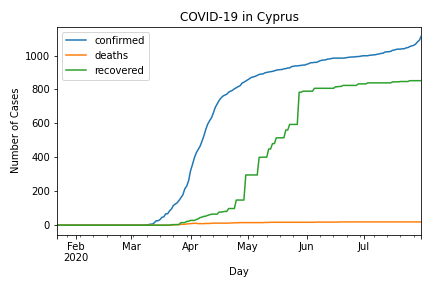 COVID-19 in Cyprus
confirmed
deaths
recovered
Number of Cases
1000
800
600
400
200
0
Feb
2020
Mar
Apr
May
Jun
Jul
Day